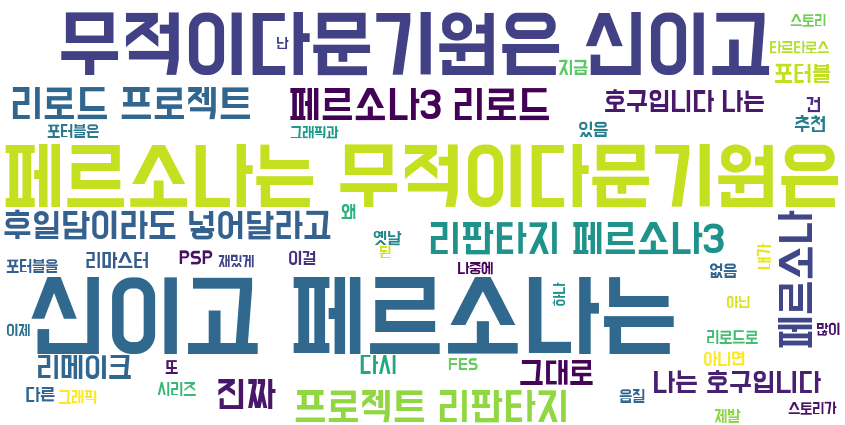 무적이다문기원은 신이고
스토리
난
타르타로스
지금
포터블
리로드 프로젝트
페르소나3 리로드
호구입니다 나는
건
추천
포터블은
그래픽과
있음
페르소나는 무적이다문기원은
왜
후일담이라도 넣어달라고
옛날
리판타지 페르소나3
페르소나
내가
된
포터블을
리마스터
PSP
재밌게
이걸
나중에
없음
신이고 페르소나는
하나
아닌
이제
많이
리로드로
리메이크
또
다시
FES
그대로
아니면
나는 호구입니다
다른
그래픽
시리즈
진짜
프로젝트 리판타지
음질
제발
스토리가